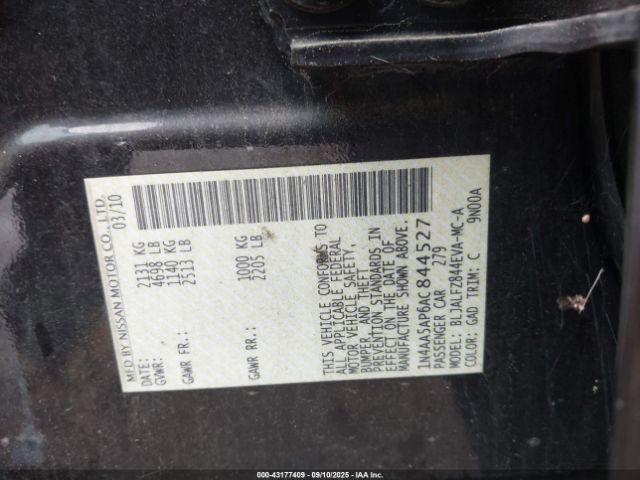 MFD BY NISSAN MOTOR CO., LTD.
DATE: 03/10
GVWR: 2131 KG
4698 LB
GAWR FR: 1140 KG
2513 LB
GAWR RR: 1000 KG
2205 LB
THIS VEHICLE CONFORMS TO
ALL APPLICABLE FEDERAL
MOTOR VEHICLE SAFETY,
BUMPER AND THEFT
PREVENTION STANDARDS IN
EFFECT ON THE DATE OF
MANUFACTURE SHOWN ABOVE.
1N4AA5AP6AC844527
PASSENGER CAR 279
MODEL: BLJALFZ844EVA-MC-A
COLOR: GAD TRIM: C 9N00A
000-43177409 - 09/10/2025 - IAAI.COM